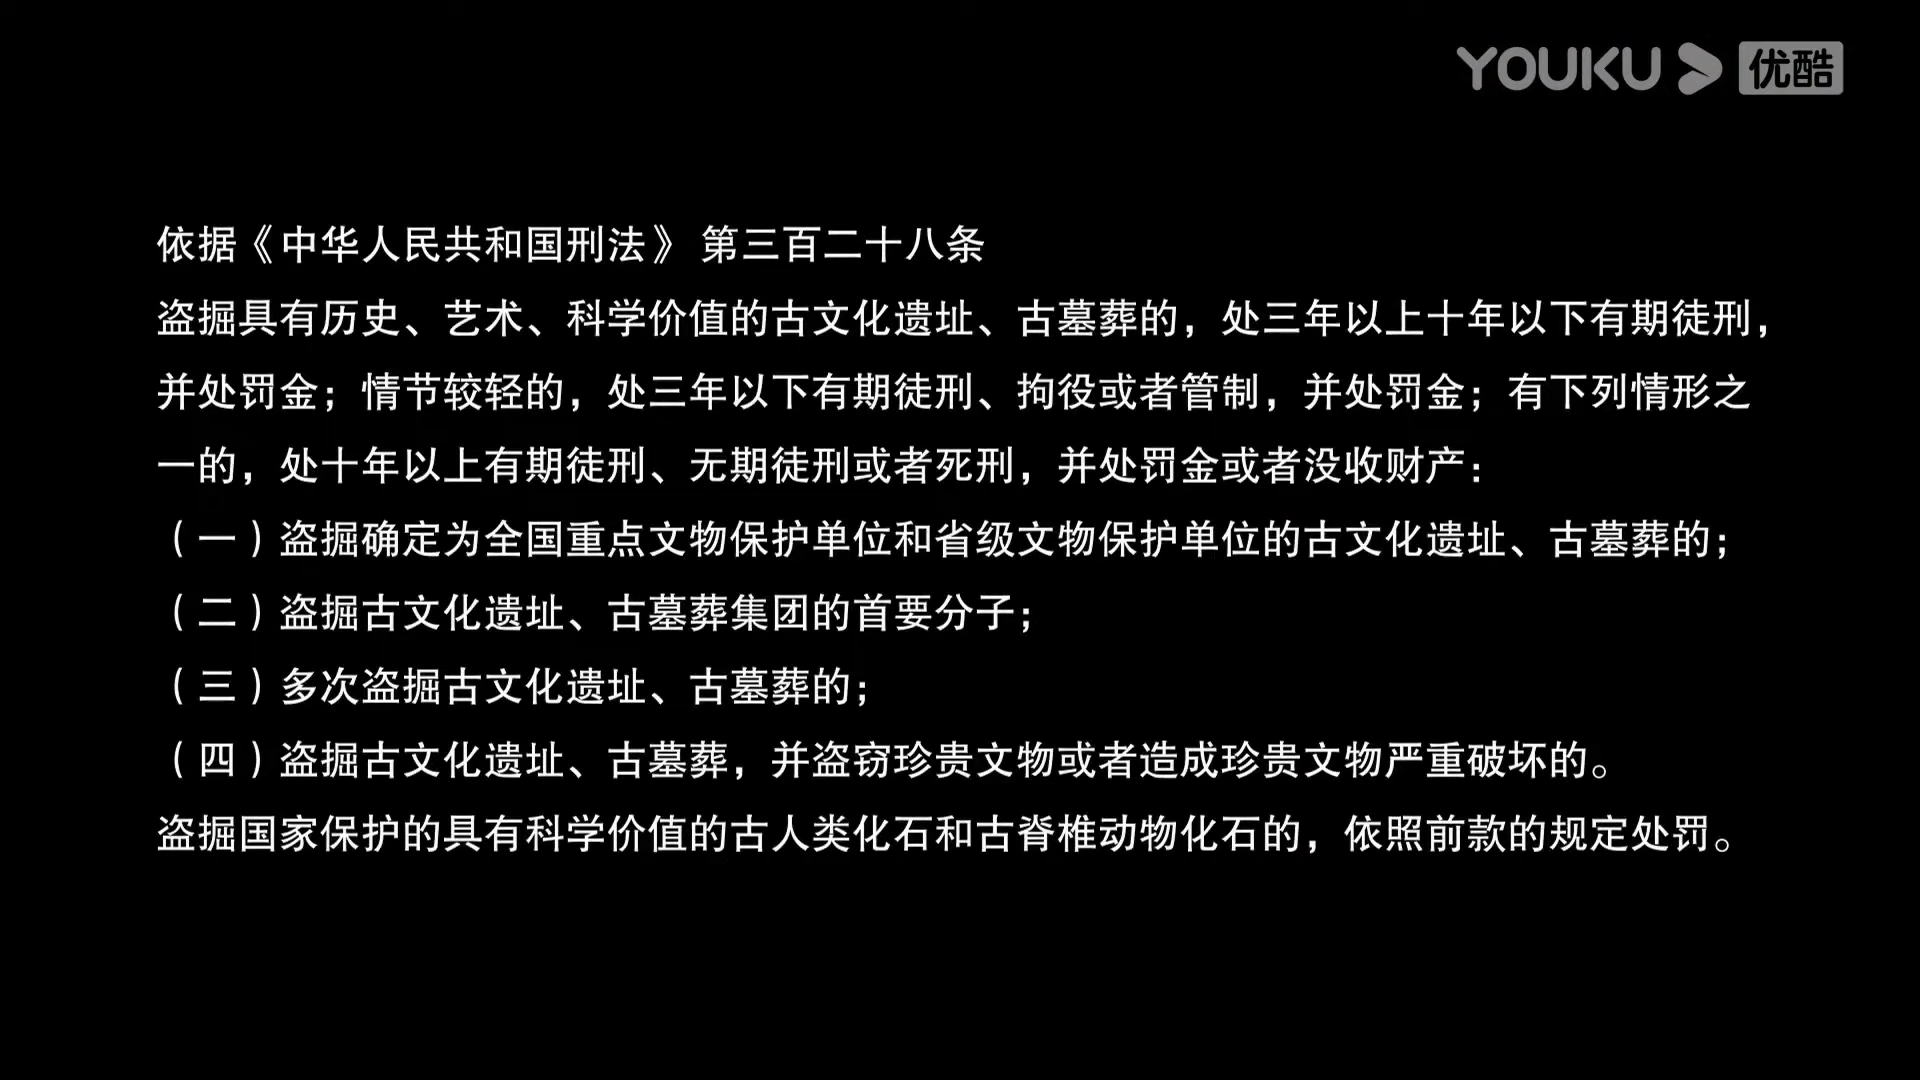 YOUKU 优酷
依据《中华人民共和国刑法》 第三百二十八条
盗掘具有历史、艺术、科学价值的古文化遗址、古墓葬的，处三年以上十年以下有期徒刑，
并处罚金；情节较轻的，处三年以下有期徒刑、拘役或者管制，并处罚金；有下列情形之
一的，处十年以上有期徒刑、无期徒刑或者死刑，并处罚金或者没收财产：
（一）盗掘确定为全国重点文物保护单位和省级文物保护单位的古文化遗址、古墓葬的；
（二）盗掘古文化遗址、古墓葬集团的首要分子；
（三）多次盗掘古文化遗址、古墓葬的；
（四）盗掘古文化遗址、古墓葬，并盗窃珍贵文物或者造成珍贵文物严重破坏的。
盗掘国家保护的具有科学价值的古人类化石和古脊椎动物化石的，依照前款的规定处罚。